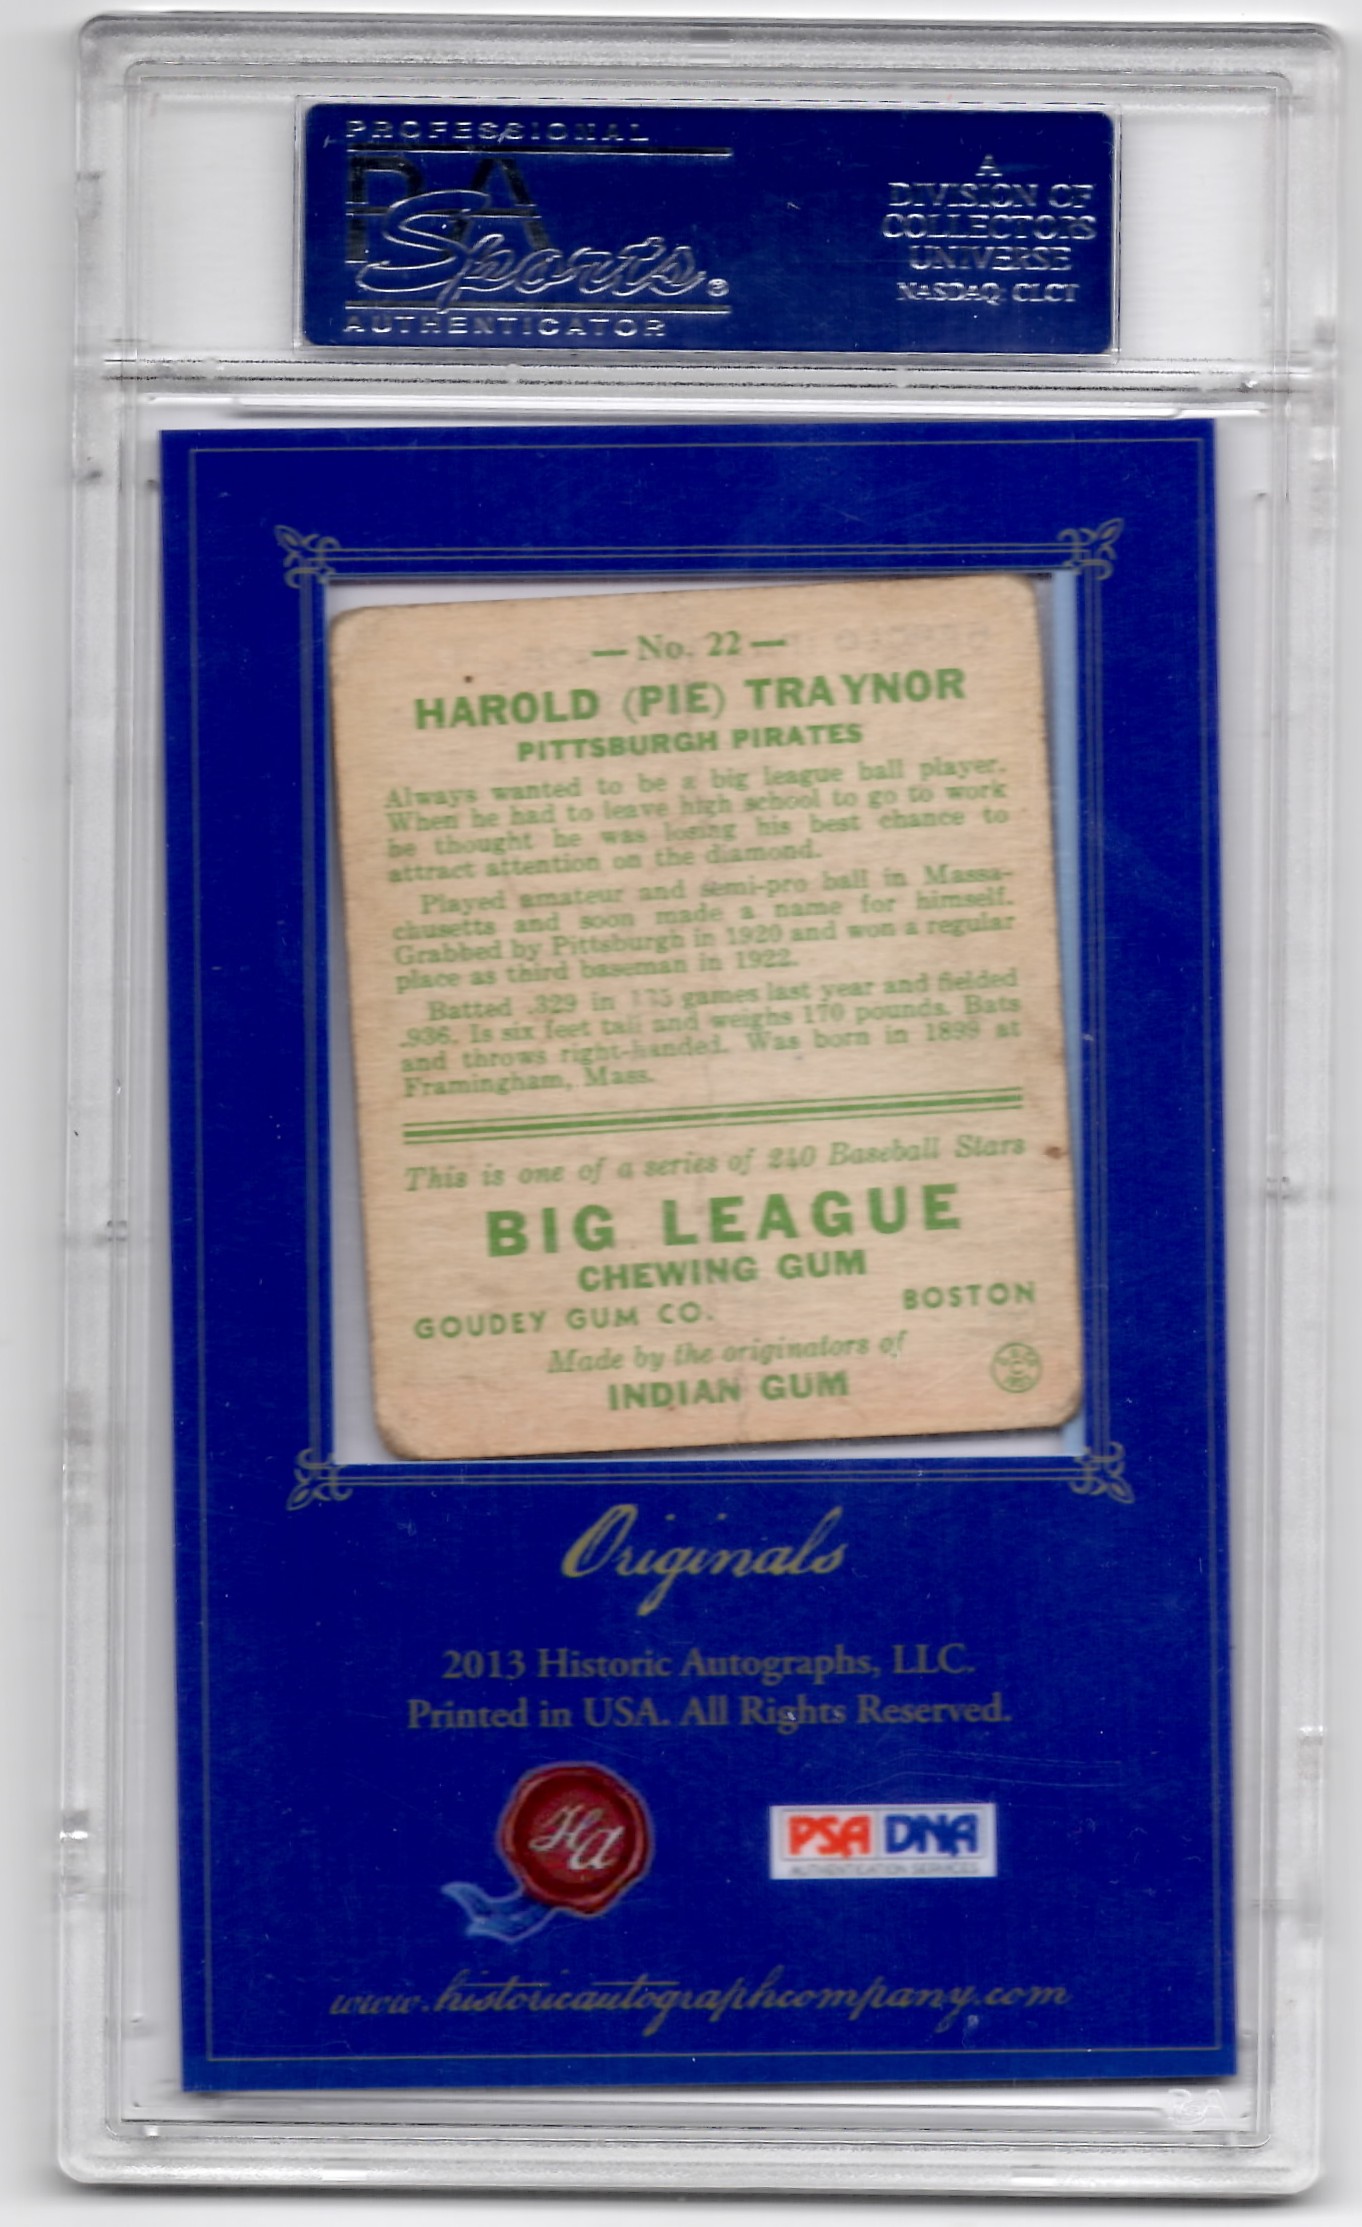 PROFESSIONAL
PSA
Sports®
AUTHENTICATOR
A
DIVISION OF
COLLECTORS
UNIVERSE
NASDAQ: CLCT
— No. 22 —
HAROLD (PIE) TRAYNOR
PITTSBURGH PIRATES
Always wanted to be a big league ball player.
When he had to leave high school to go to work
he thought he was losing his best chance to
attract attention on the diamond.
Played amateur and semi-pro ball in Massa-
chusetts and soon made a name for himself.
Grabbed by Pittsburgh in 1920 and won a regular
place as third baseman in 1922.
Batted .329 in games last year and fielded
.936. Is six feet tall and weighs 170 pounds. Bats
and throws right-handed. Was born in 1899 at
Framingham, Mass.
This is one of a series of 240 Baseball Stars
BIG LEAGUE
CHEWING GUM
GOUDEY GUM CO. BOSTON
Made by the originators of
INDIAN GUM
Originals
2013 Historic Autographs, LLC.
Printed in USA. All Rights Reserved.
HA
PSA DNA
AUTHENTICATION SERVICES
www.historicautographcompany.com
PSA